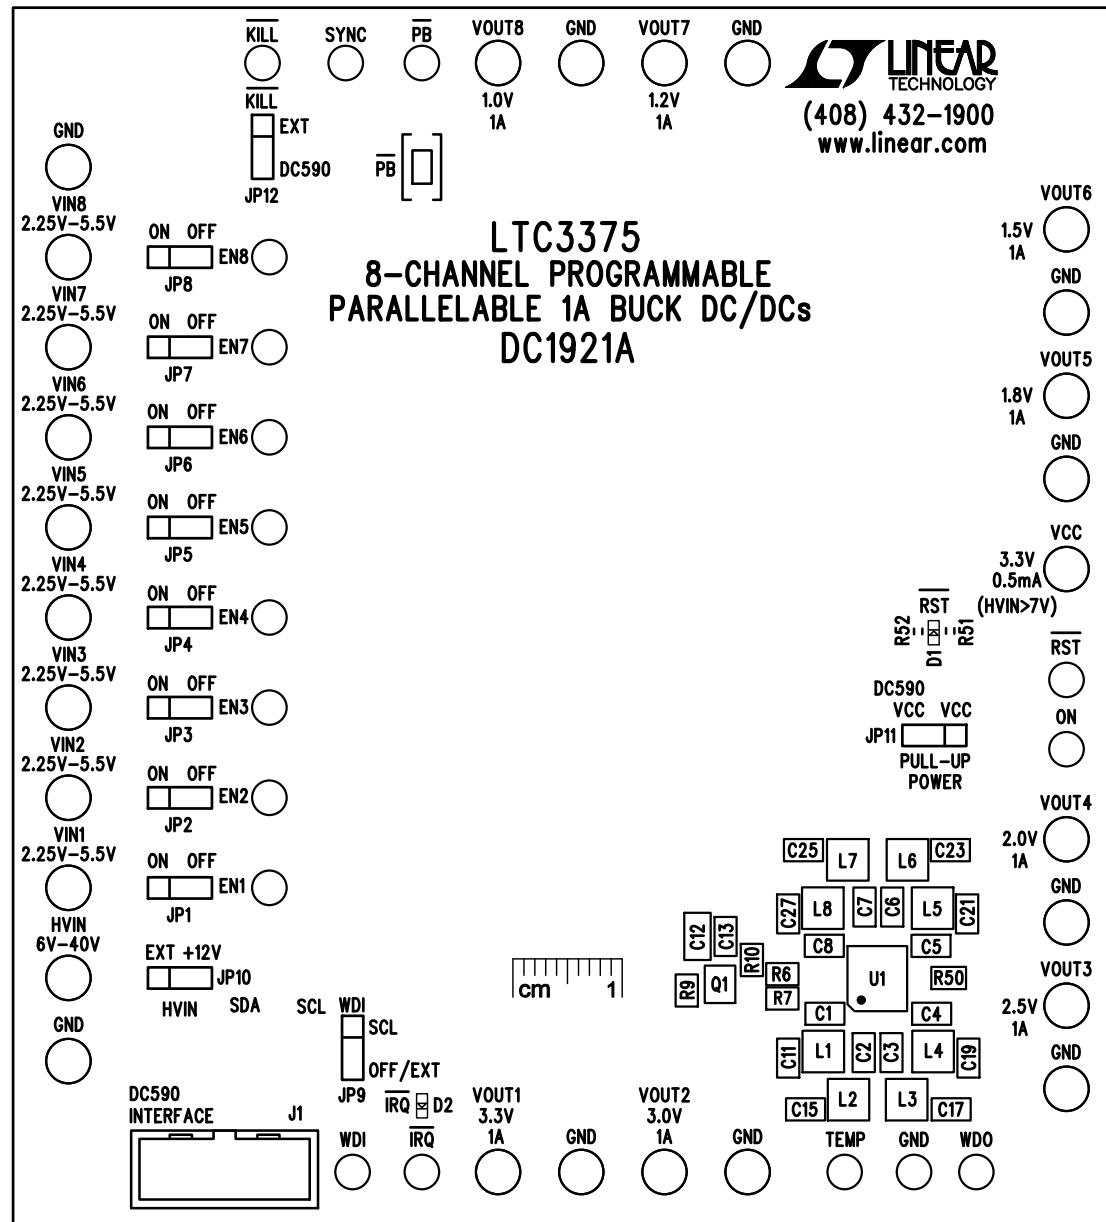 KILL
SYNC
PB
VOUT8
GND
VOUT7
GND
LINEAR
TECHNOLOGY
(408) 432-1900
www.linear.com
1.0V
1A
1.2V
1A
KILL
EXT
DC590
JP12
PB
GND
VIN8
2.25V-5.5V
ON OFF
EN8
JP8
LTC3375
8-CHANNEL PROGRAMMABLE
PARALLELABLE 1A BUCK DC/DCs
DC1921A
VOUT6
1.5V
1A
GND
VIN7
2.25V-5.5V
ON OFF
EN7
JP7
VOUT5
1.8V
1A
GND
VIN6
2.25V-5.5V
ON OFF
EN6
JP6
VIN5
2.25V-5.5V
ON OFF
EN5
JP5
VCC
3.3V
0.5mA
(HVIN>7V)
VIN4
2.25V-5.5V
ON OFF
EN4
JP4
RST
R52
D1
R51
RST
VIN3
2.25V-5.5V
ON OFF
EN3
JP3
DC590
VCC VCC
JP11
PULL-UP
POWER
ON
VIN2
2.25V-5.5V
ON OFF
EN2
JP2
VOUT4
2.0V
1A
VIN1
2.25V-5.5V
ON OFF
EN1
JP1
C25
L7
L6
C23
C27
L8
C7
C6
L5
C21
GND
HVIN
6V-40V
EXT +12V
JP10
HVIN
SDA
SCL
WDI
SCL
OFF/EXT
JP9
cm 1
C12
C13
R10
R9
Q1
R6
R7
C8
C5
U1
R50
C1
C4
VOUT3
2.5V
1A
GND
C11
L1
C2
C3
L4
C19
GND
C15
L2
L3
C17
DC590
INTERFACE
J1
IRQ
D2
WDI
IRQ
VOUT1
3.3V
1A
GND
VOUT2
3.0V
1A
GND
TEMP
GND
WDO